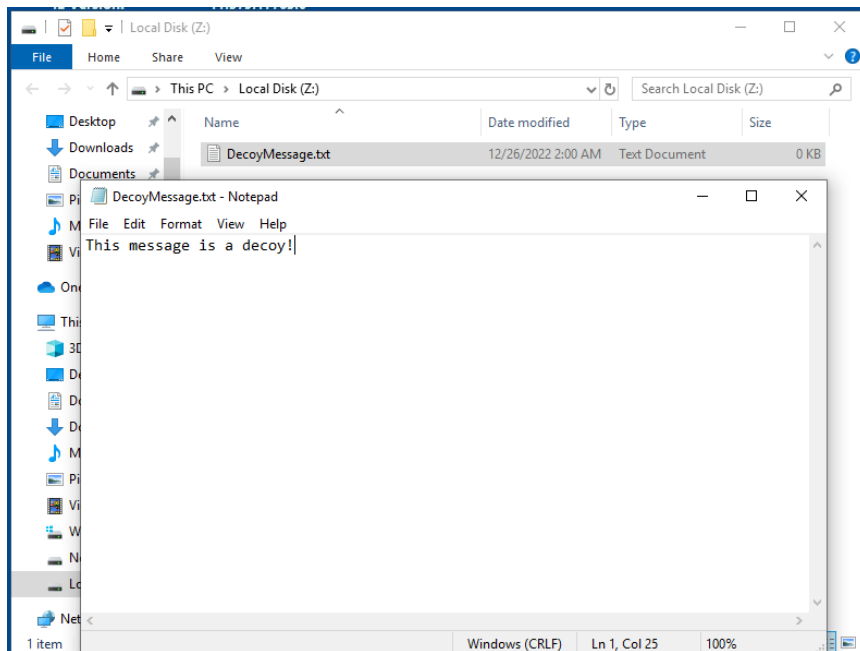 Local Disk (Z:)
File Home Share View
This PC > Local Disk (Z:) Search Local Disk (Z:)
Desktop
Downloads
Documents
Name Date modified Type Size
DecoyMessage.txt 12/26/2022 2:00 AM Text Document 0 KB
DecoyMessage.txt - Notepad
File Edit Format View Help
This message is a decoy!
3D
Net
1 item
Windows (CRLF) Ln 1, Col 25 100%